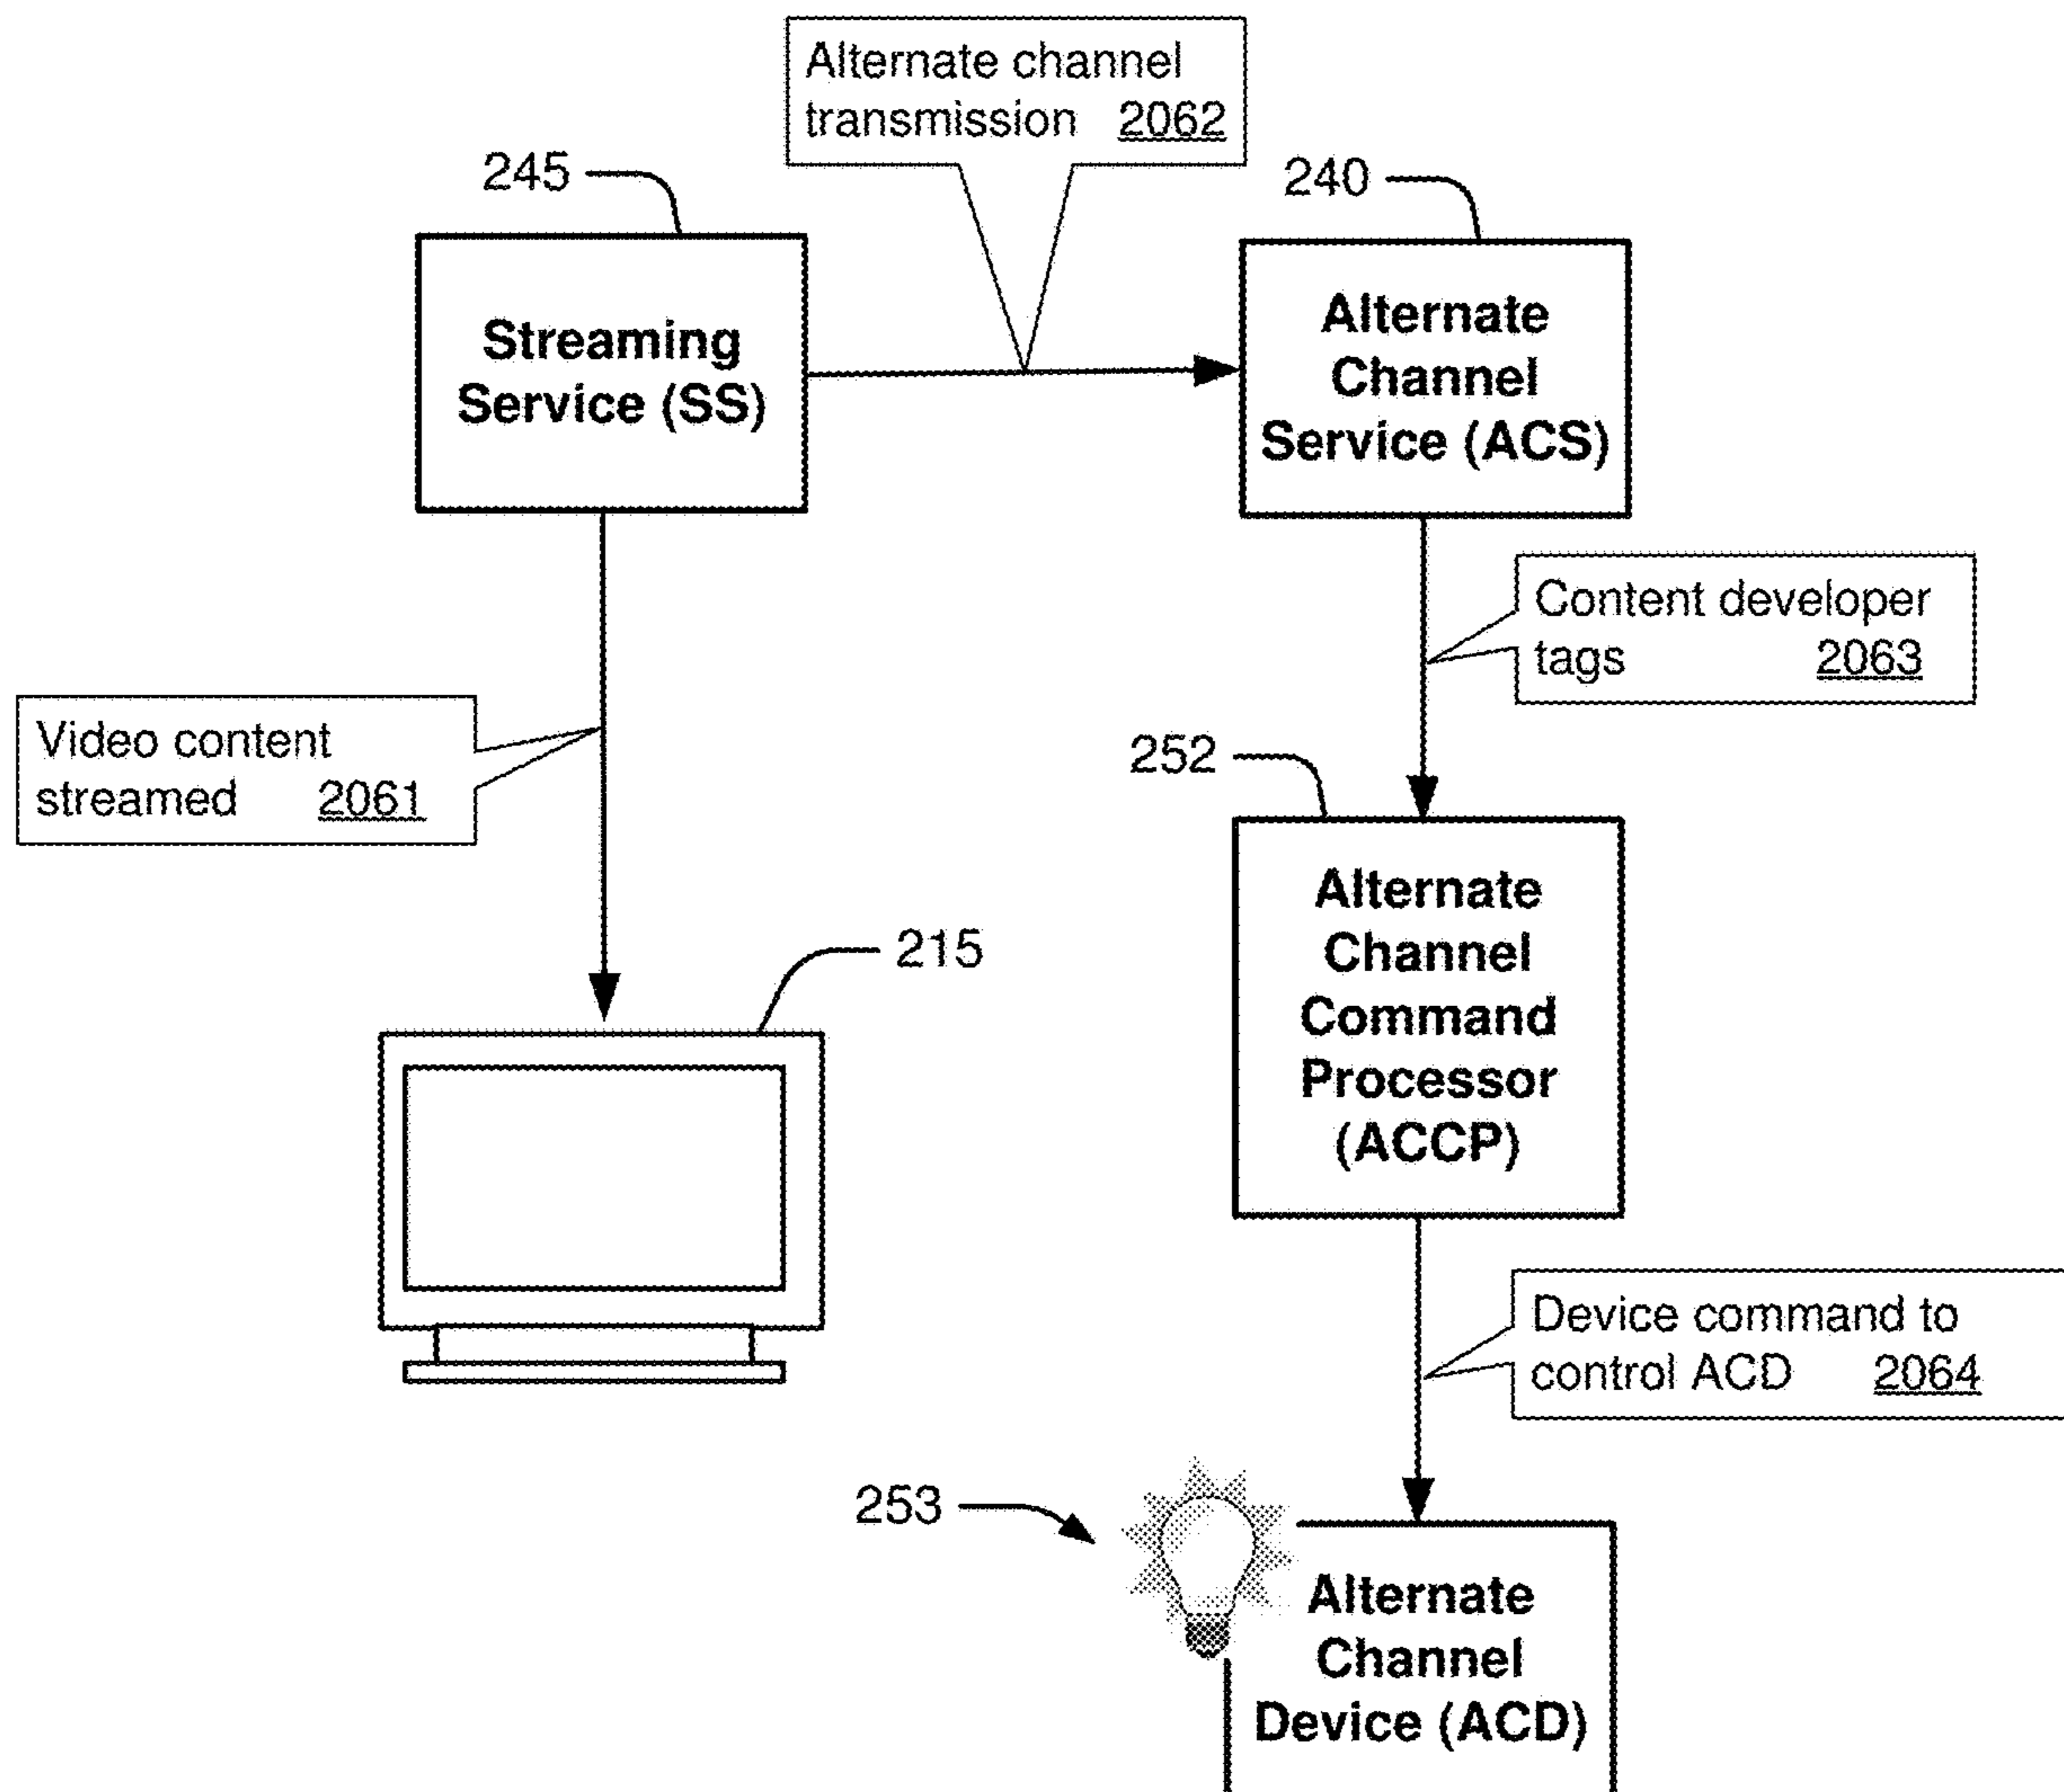 Alternate channel
transmission 2062
245
240
Streaming
Service (SS)
Alternate
Channel
Service (ACS)
Content developer
tags 2063
Video content
streamed 2061
252
215
Alternate
Channel
Command
Processor
(ACCP)
Device command to
control ACD 2064
253
Alternate
Channel
Device (ACD)